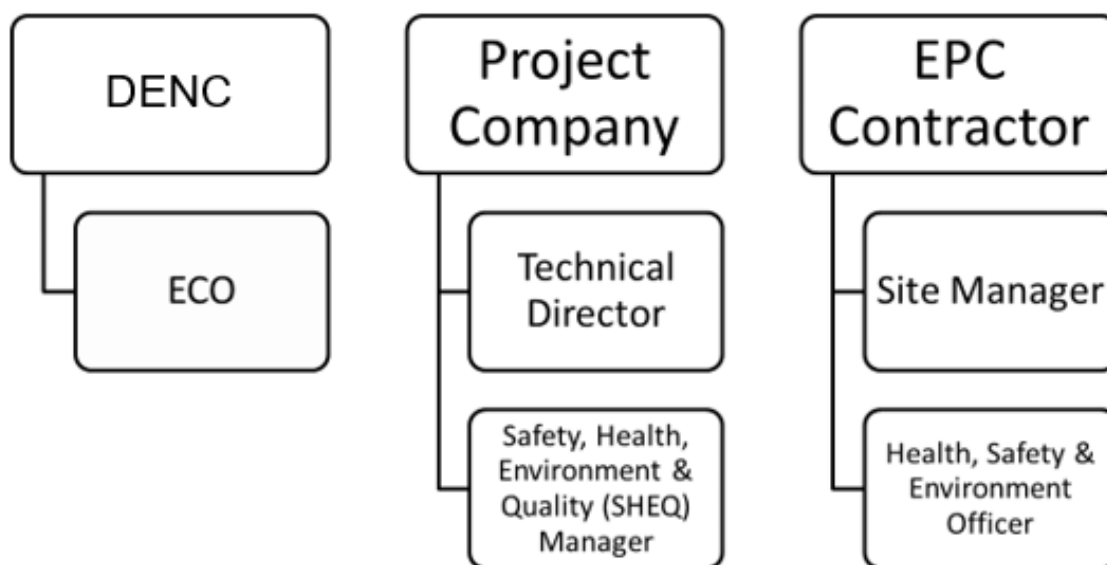 DENC
ECO
Project
Company
Technical
Director
Safety, Health,
Environment &
Quality (SHEQ)
Manager
EPC
Contractor
Site Manager
Health, Safety &
Environment
Officer